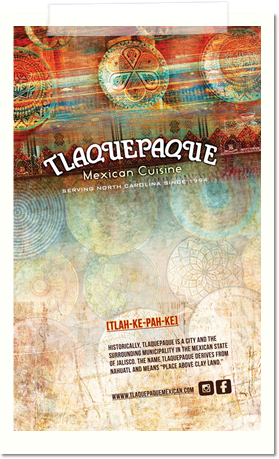 TLAQUEPAQUE
Mexican Cuisine
SERVING NORTH CAROLINA SINCE 1994
[TLAH-KE-PAH-KE]
HISTORICALLY, TLAQUEPAQUE IS A CITY AND THE
SURROUNDING MUNICIPALITY IN THE MEXICAN STATE
OF JALISCO. THE NAME TLAQUEPAQUE DERIVES FROM
NAHUATL AND MEANS "PLACE ABOVE CLAY LAND."
WWW.TLAQUEPAQUEMEXICAN.COM